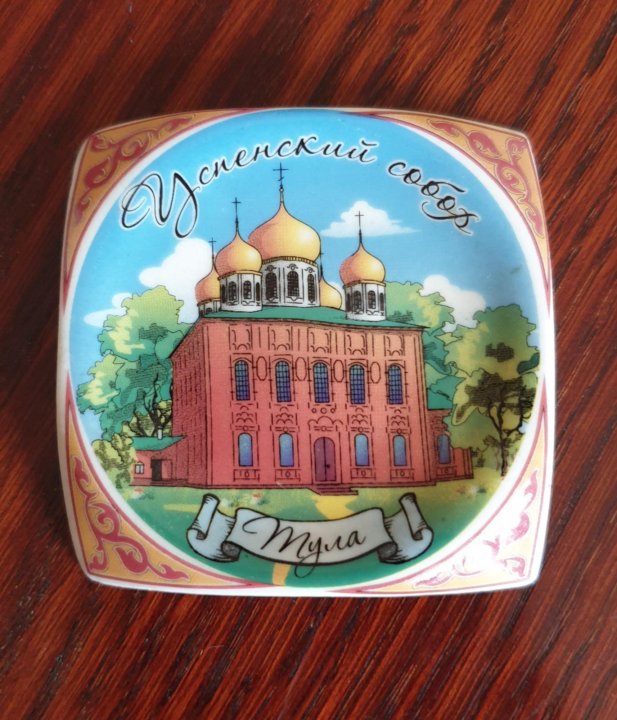 Успенский собор
Тула